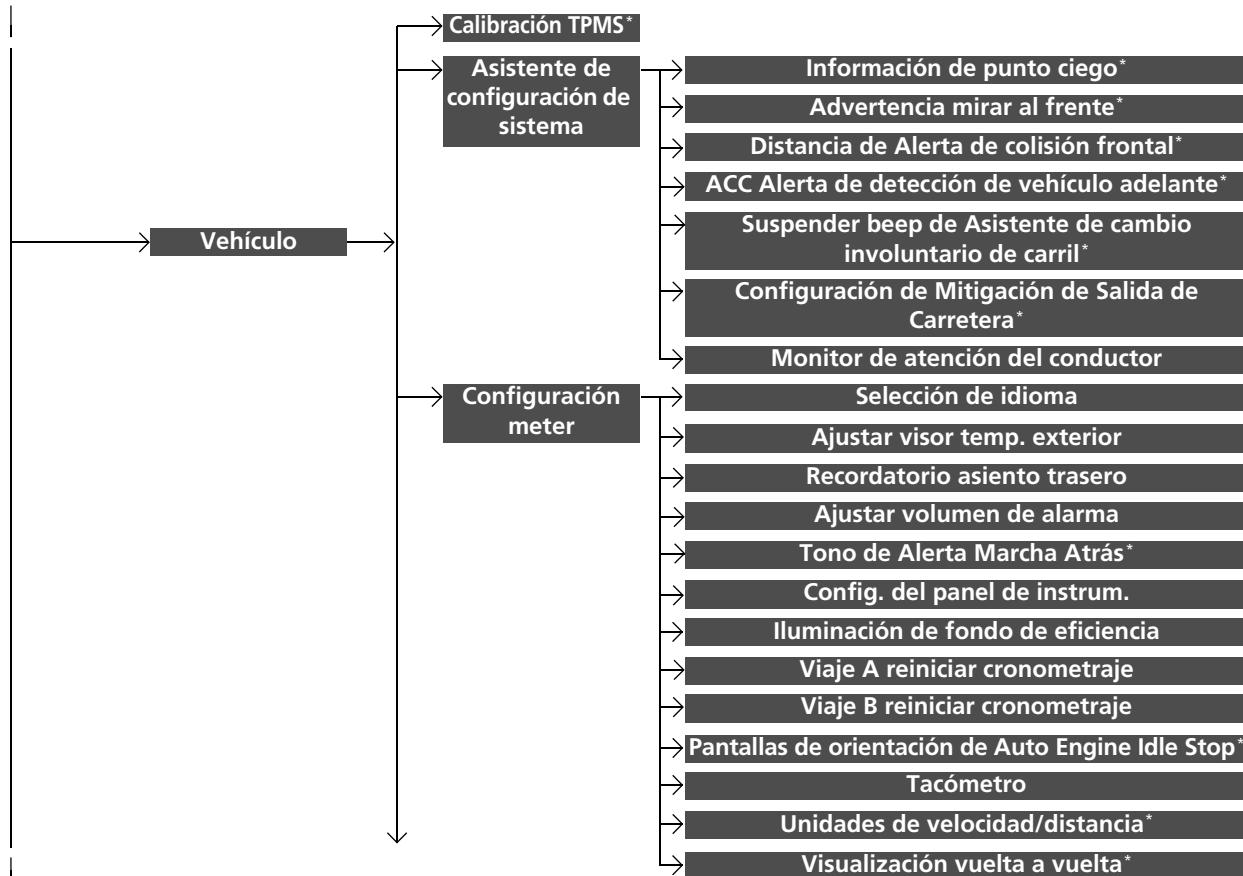 Calibración TPMS*
Asistente de
configuración de
sistema
Información de punto ciego*
Advertencia mirar al frente*
Distancia de Alerta de colisión frontal*
ACC Alerta de detección de vehículo adelante*
Suspender beep de Asistente de cambio
involuntario de carril*
Configuración de Mitigación de Salida de
Carretera*
Monitor de atención del conductor
Vehículo
Configuración
meter
Selección de idioma
Ajustar visor temp. exterior
Recordatorio asiento trasero
Ajustar volumen de alarma
Tono de Alerta Marcha Atrás*
Config. del panel de instrum.
Iluminación de fondo de eficiencia
Viaje A reiniciar cronometraje
Viaje B reiniciar cronometraje
Pantallas de orientación de Auto Engine Idle Stop*
Tacómetro
Unidades de velocidad/distancia*
Visualización vuelta a vuelta*